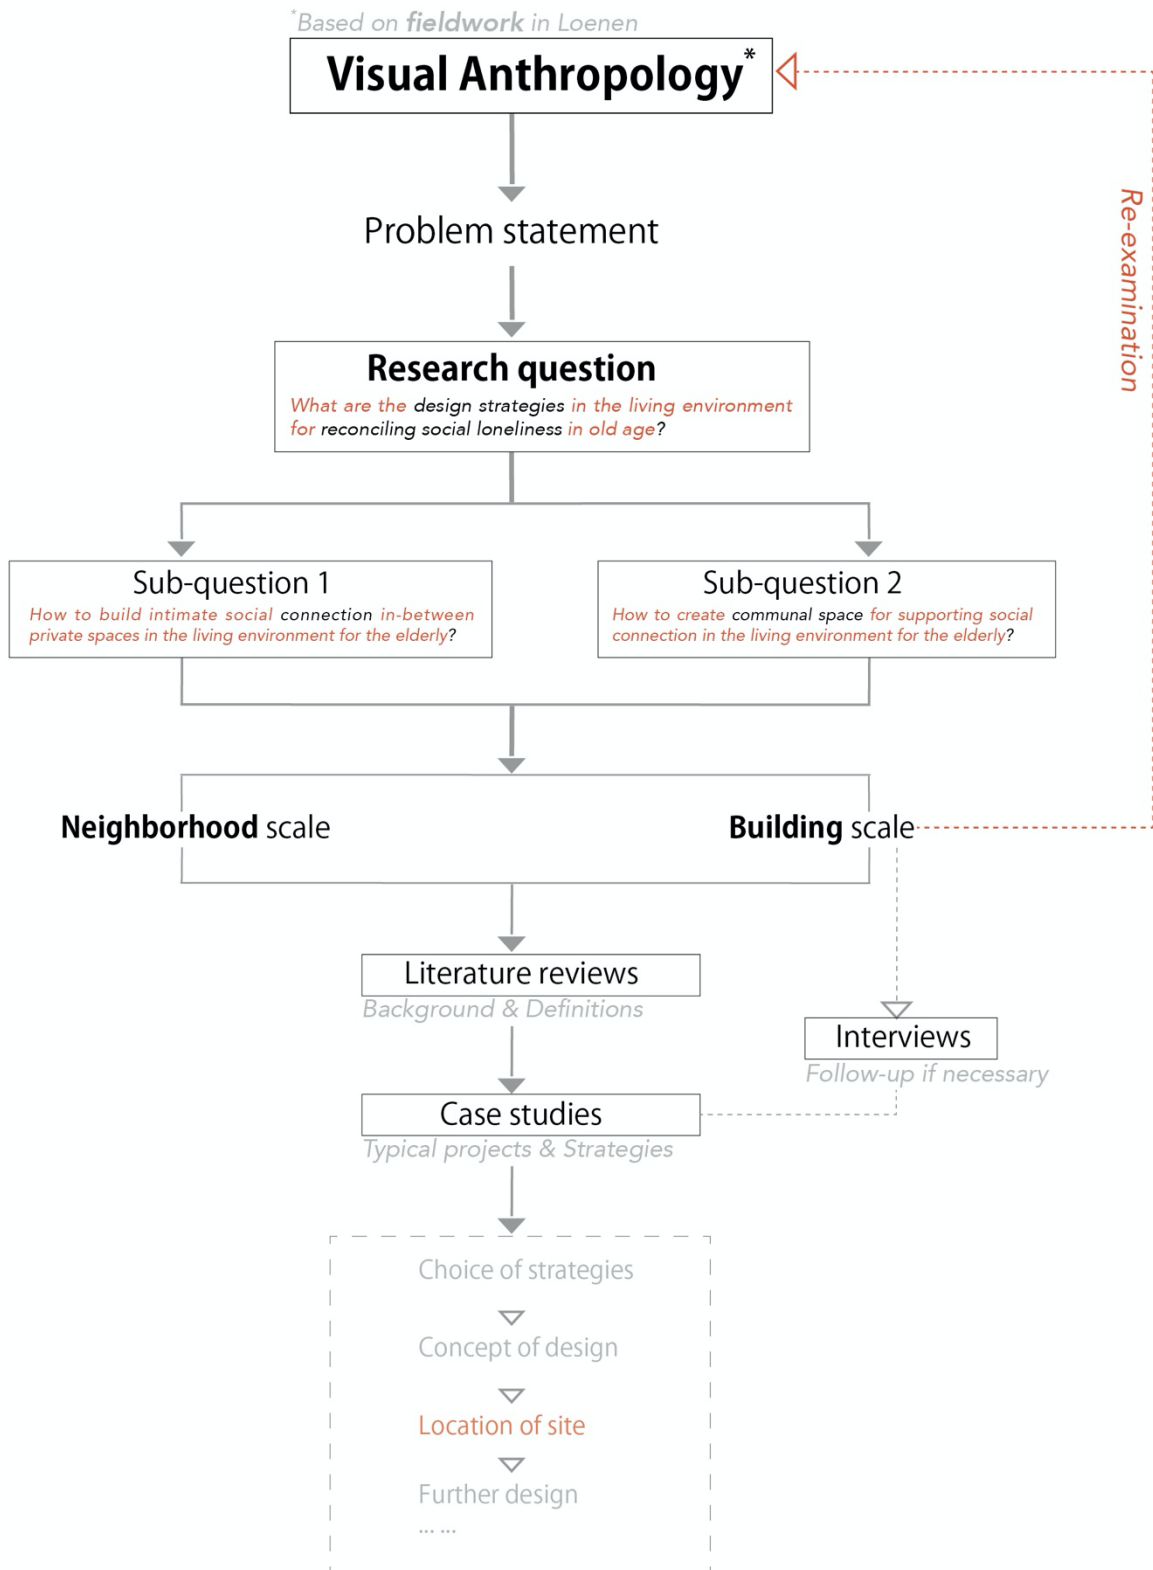 *Based on fieldwork in Loenen
Visual Anthropology*
Problem statement
Research question
What are the design strategies in the living environment
for reconciling social loneliness in old age?
Sub-question 1
How to build intimate social connection in-between
private spaces in the living environment for the elderly?
Sub-question 2
How to create communal space for supporting social
connection in the living environment for the elderly?
Neighborhood scale
Building scale
Re-examination
Literature reviews
Background & Definitions
Interviews
Follow-up if necessary
Case studies
Typical projects & Strategies
Choice of strategies
Concept of design
Location of site
Further design
... ...